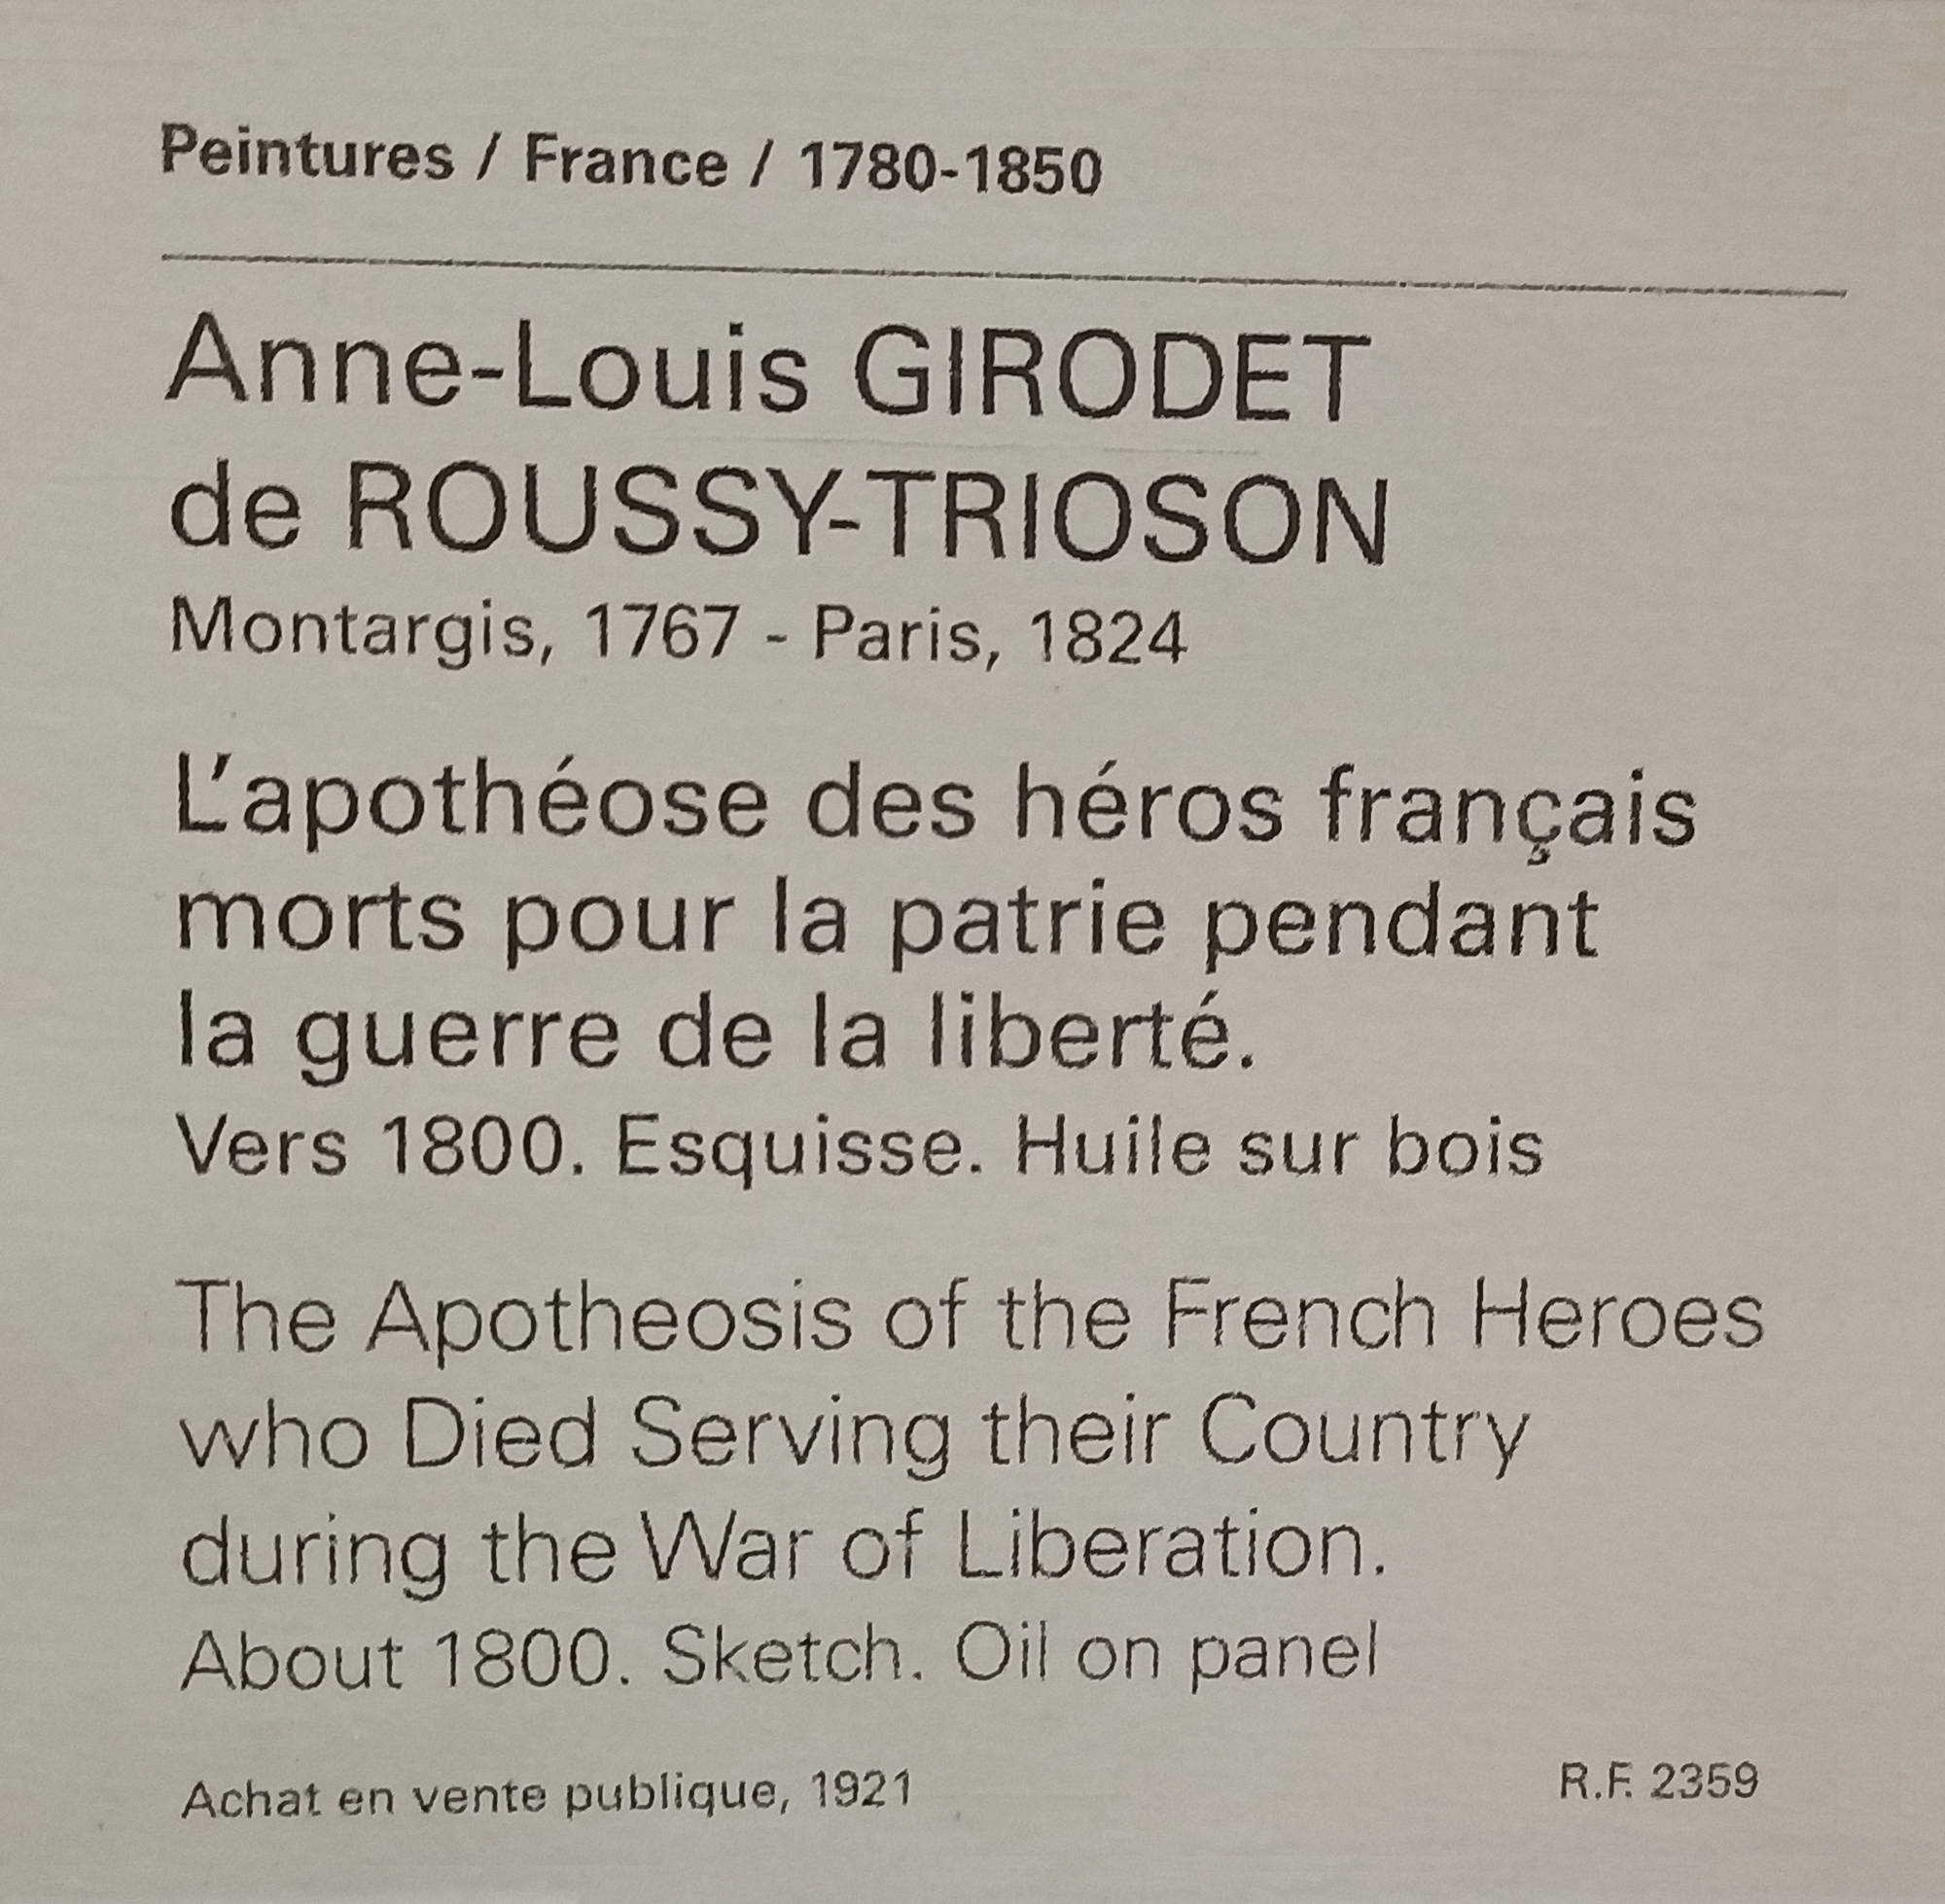 Peintures / France / 1780-1850
Anne-Louis GIRODET
de ROUSSY-TRIOSON
Montargis, 1767 - Paris, 1824
L'apothéose des héros français
morts pour la patrie pendant
la guerre de la liberté.
Vers 1800. Esquisse. Huile sur bois
The Apotheosis of the French Heroes
who Died Serving their Country
during the War of Liberation.
About 1800. Sketch. Oil on panel
Achat en vente publique, 1921
R.F. 2359